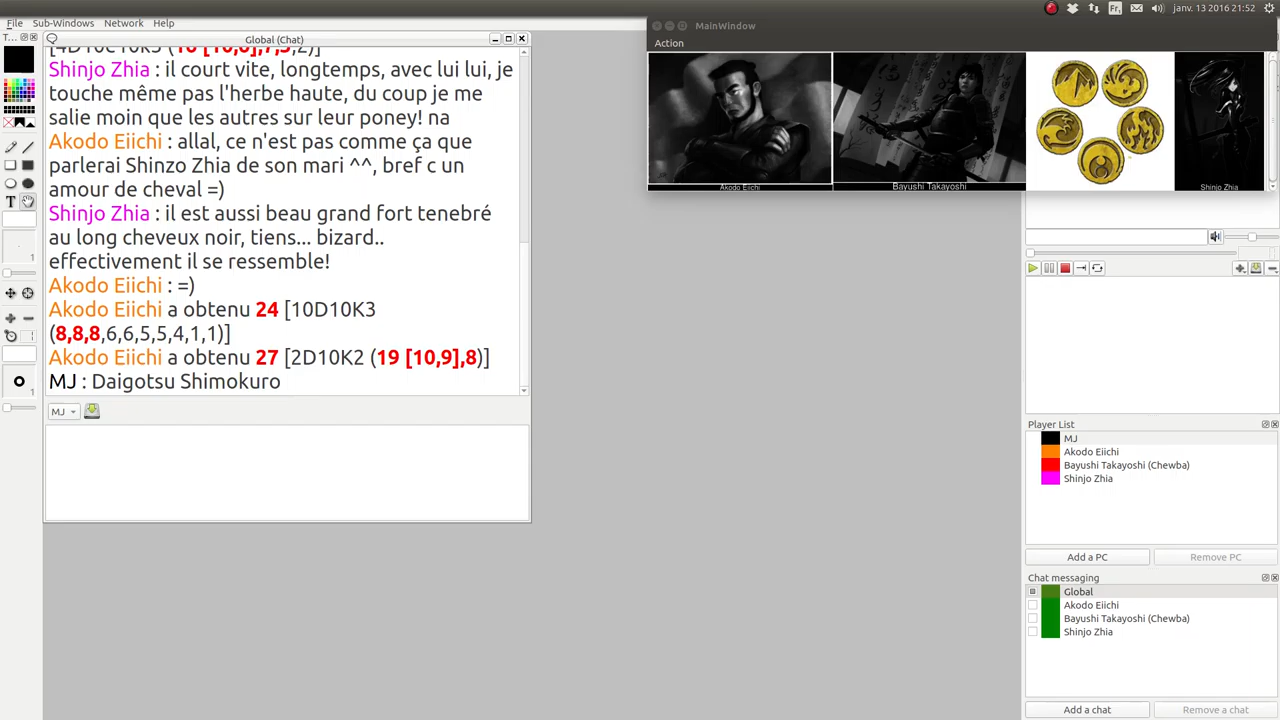 janv. 13 2016 21:52
Fr
File Sub-Windows Network Help
MainWindow
Action
Akodo Eiichi
Bayushi Takayoshi
Shinjo Zhia
T...
Global (Chat)
Shinjo Zhia : il court vite, longtemps, avec lui lui, je
touche même pas l'herbe haute, du coup je me
salie moin que les autres sur leur poney! na
Akodo Eiichi : allal, ce n'est pas comme ça que
parlerai Shinzo Zhia de son mari ^^, bref c un
amour de cheval =)
Shinjo Zhia : il est aussi beau grand fort tenebré
au long cheveux noir, tiens... bizard..
effectivement il se ressemble!
Akodo Eiichi : =)
Akodo Eiichi a obtenu 24 [10D10K3
(8,8,8,6,6,5,5,4,1,1)]
Akodo Eiichi a obtenu 27 [2D10K2 (19 [10,9],8)]
MJ : Daigotsu Shimokuro
MJ
T
1
1
Player List
MJ
Akodo Eiichi
Bayushi Takayoshi (Chewba)
Shinjo Zhia
Add a PC
Remove PC
Chat messaging
Global
Akodo Eiichi
Bayushi Takayoshi (Chewba)
Shinjo Zhia
Add a chat
Remove a chat